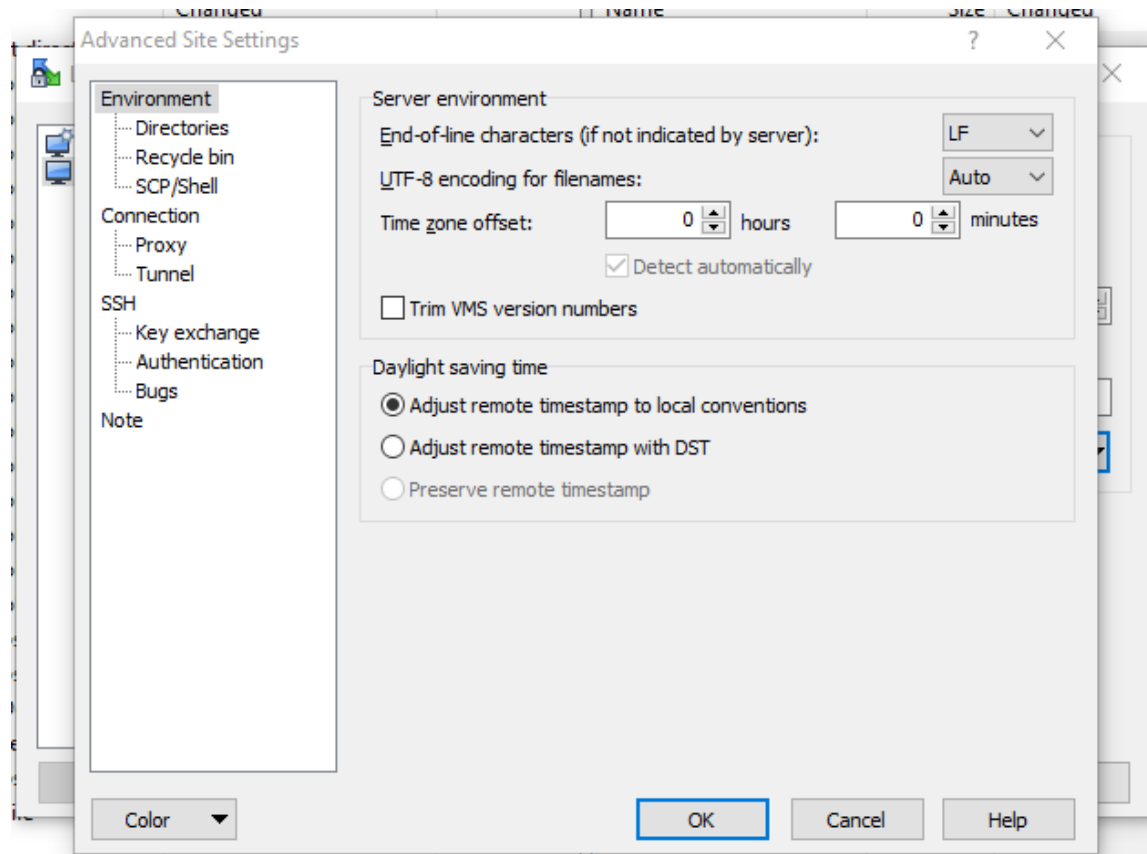 Changed Name Size Changed
Advanced Site Settings
Environment
Directories
Recycle bin
SCP/Shell
Connection
Proxy
Tunnel
SSH
Key exchange
Authentication
Bugs
Note
Server environment
End-of-line characters (if not indicated by server): LF
UTF-8 encoding for filenames: Auto
Time zone offset: 0 hours 0 minutes
Detect automatically
Trim VMS version numbers
Daylight saving time
Adjust remote timestamp to local conventions
Adjust remote timestamp with DST
Preserve remote timestamp
Color OK Cancel Help